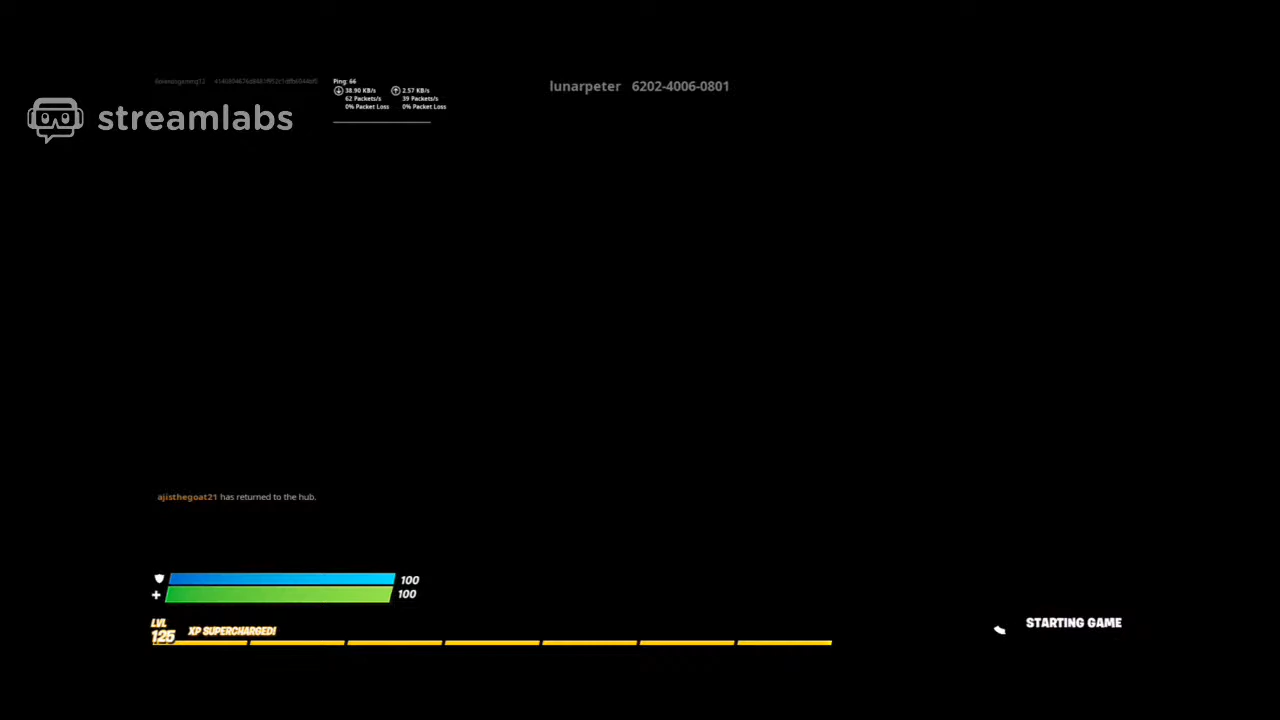 Ping: 66
38.90 KB/s 2.57 KB/s
62 Packets/s 39 Packets/s
0% Packet Loss 0% Packet Loss
lunarpeter 6202-4006-0801
streamlabs
ajisthegoat21 has returned to the hub.
100
100
LVL
125 XP SUPERCHARGED!
STARTING GAME